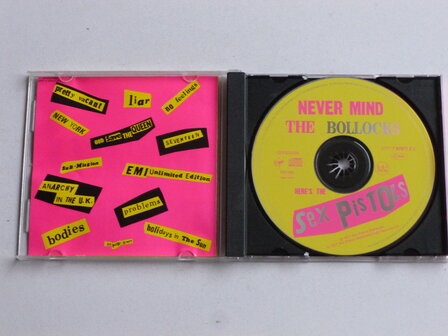 pretty vacant
liar
no feelings
NEW YORK
GOD Save THE QUEEN
SEVENTEEN
Sub-Mission
EMI Unlimited Edition
ANARCHY
IN THE U.K.
problems
bodies
holidays in The Sun
NEVER MIND
THE BOLLOCKS
HERE'S THE
Sex PISTOLS